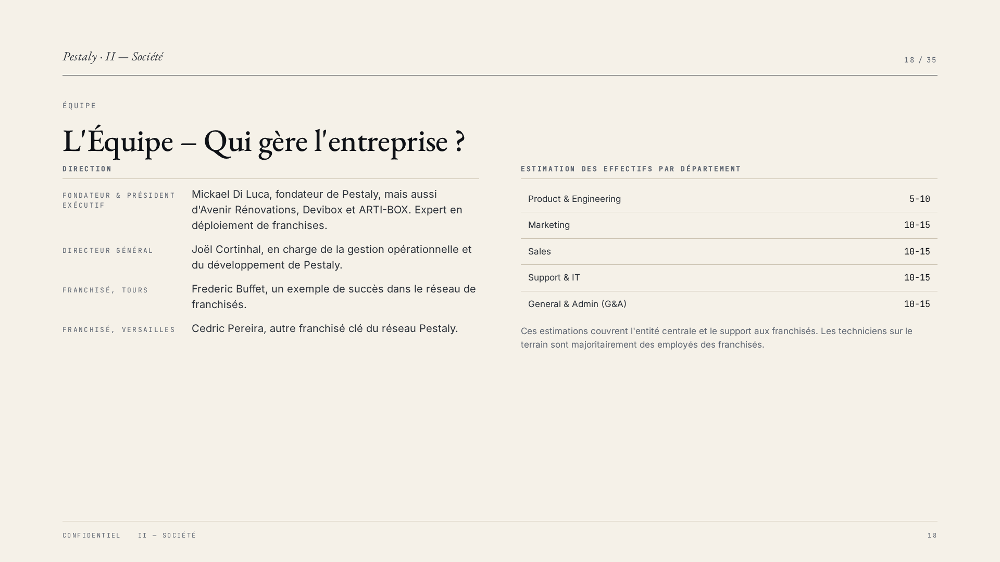 Pestaly · II — Société
18 / 35
ÉQUIPE
L'Équipe – Qui gère l'entreprise ?
DIRECTION
FONDATEUR & PRÉSIDENT
EXÉCUTIF
Mickael Di Luca, fondateur de Pestaly, mais aussi
d'Avenir Rénovations, Devibox et ARTI-BOX. Expert en
déploiement de franchises.
DIRECTEUR GÉNÉRAL
Joël Cortinhal, en charge de la gestion opérationnelle et
du développement de Pestaly.
FRANCHISÉ, TOURS
Frederic Buffet, un exemple de succès dans le réseau de
franchisés.
FRANCHISÉ, VERSAILLES
Cedric Pereira, autre franchisé clé du réseau Pestaly.
ESTIMATION DES EFFECTIFS PAR DÉPARTEMENT
Product & Engineering 5-10
Marketing 10-15
Sales 10-15
Support & IT 10-15
General & Admin (G&A) 10-15
Ces estimations couvrent l'entité centrale et le support aux franchisés. Les techniciens sur le
terrain sont majoritairement des employés des franchisés.
CONFIDENTIEL II — SOCIÉTÉ
18